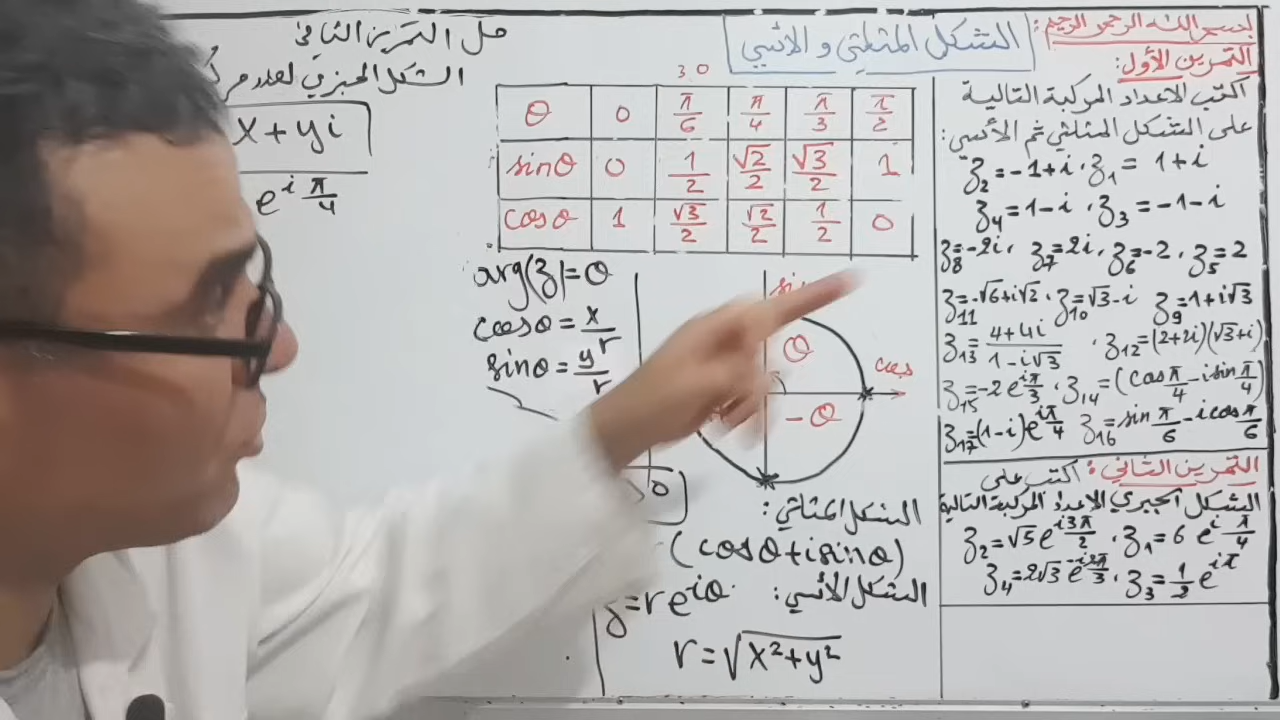 بسم الله الرحمن الرحيم:
التمرين الأول:
اكتب الاعداد المركبة التالية
على الشكل المثلثي ثم الأسي:
z₂=-1+i ، z₁=1+i
z₄=1-i ، z₃=-1-i
z₈=-2i ، z₇=2i ، z₆=-2 ، z₅=2
z₁₁=-√6+i√2 ، z₁₀=√3-i z₉=1+i√3
z₁₃=(4+4i)/(1-i√3) ، z₁₂=(2+2i)(√3+i)
z₁₅=-2e^(iπ/3) ، z₁₄=(cos π/4 - i sin π/4)
z₁₇=(1-i)e^(iπ/4) z₁₆=sin π/6 - i cos π/6
التمرين الثاني: اكتب على
الشكل الجبري الاعداد المركبة التالية
z₂=√5 e^(i3π/2) ، z₁=6 e^(i π/4)
z₄=2√3 e^(-i2π/3) ، z₃=1/2 e^(iπ)
الشكل المثلثي و الأسي
30
θ 0 π/6 π/4 π/3 π/2
sinθ 0 1/2 √2/2 √3/2 1
cosθ 1 √3/2 √2/2 1/2 0
arg(z)=θ
cosθ=x/r
sinθ=y/r
cos
θ
-θ
الشكل المثلثي:
(cosθ+i sinθ)
الشكل الأسي:
z=re^(iθ)
r=√(x²+y²)
حل التمرين الثاني
الشكل الجبري لعدد
x+yi
e^(i π/4)